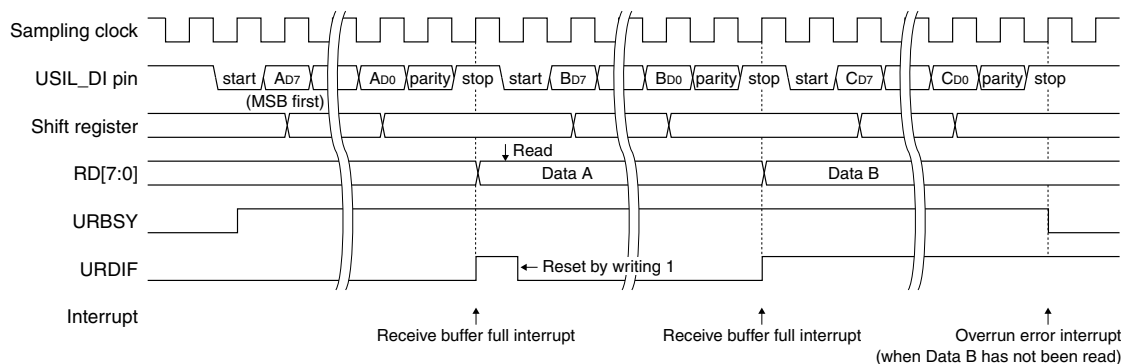 Sampling clock
USIL_DI pin start AD7 AD0 parity stop start BD7 BD0 parity stop start CD7 CD0 parity stop
(MSB first)
Shift register
Read
RD[7:0] Data A Data B
URBSY
URDIF Reset by writing 1
Interrupt
Receive buffer full interrupt Receive buffer full interrupt Overrun error interrupt
(when Data B has not been read)